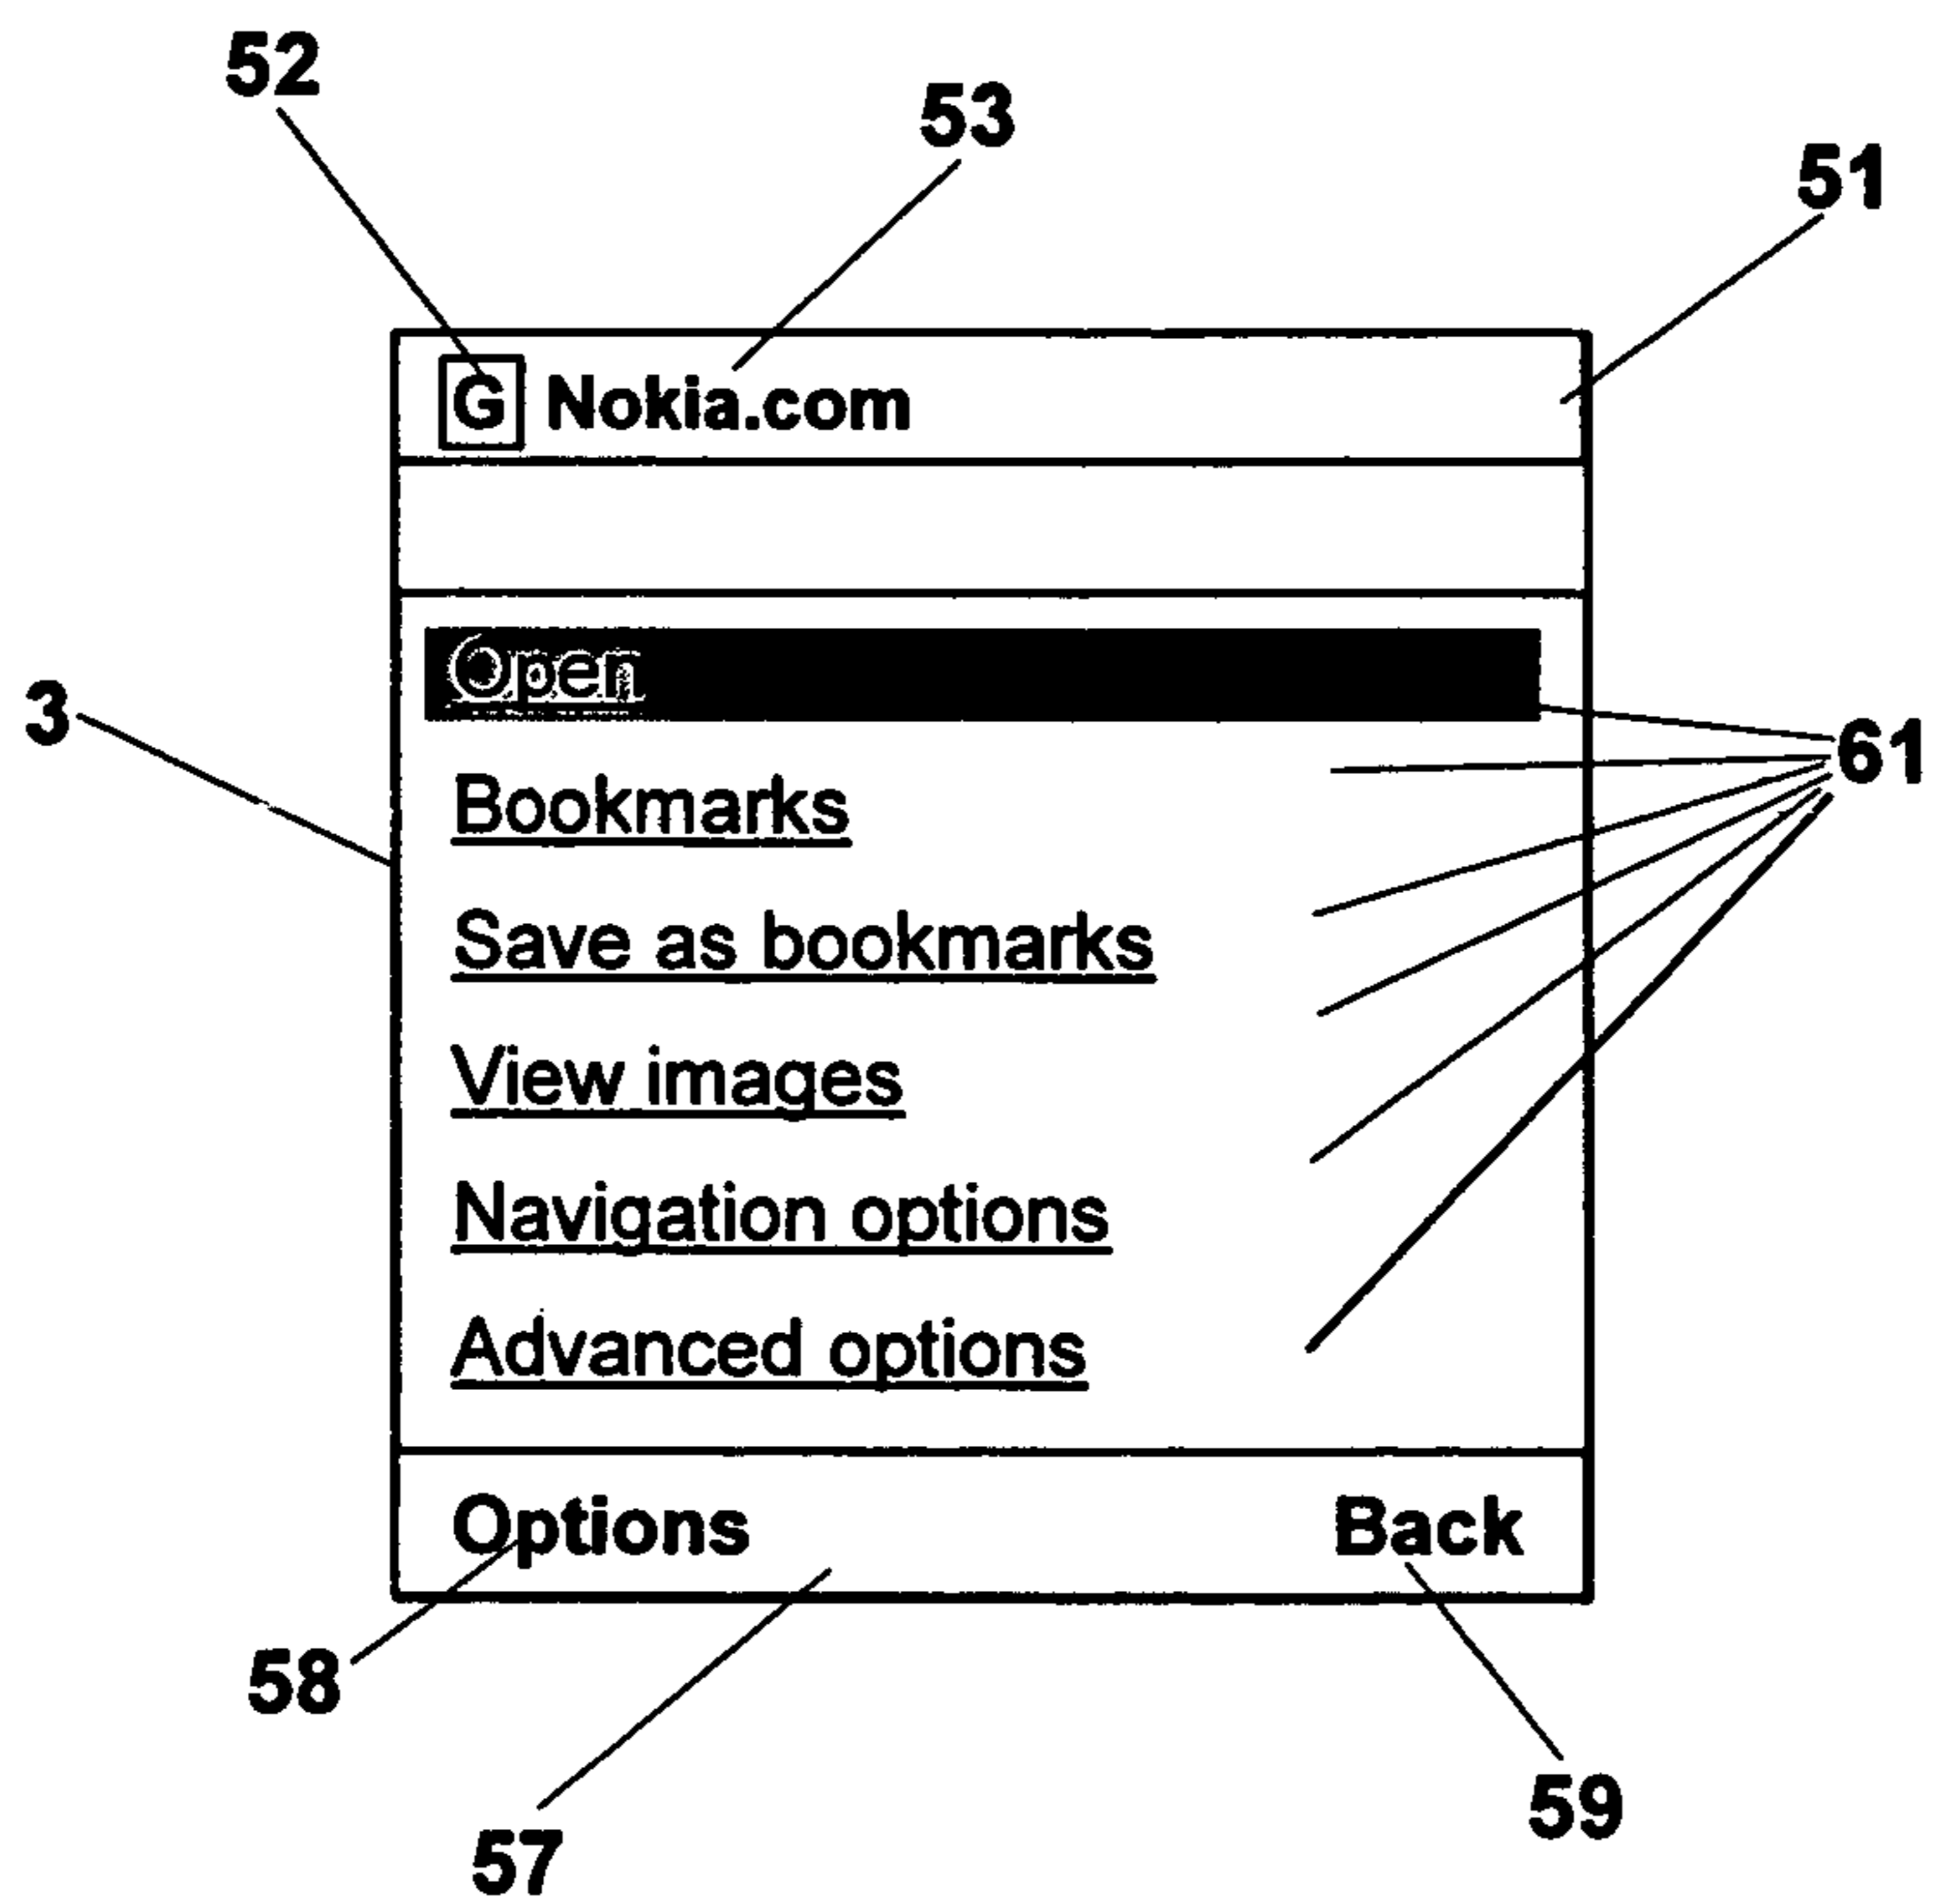 52
53
51
G Nokia.com
Open
3
61
Bookmarks
Save as bookmarks
View images
Navigation options
Advanced options
Options Back
58
59
57